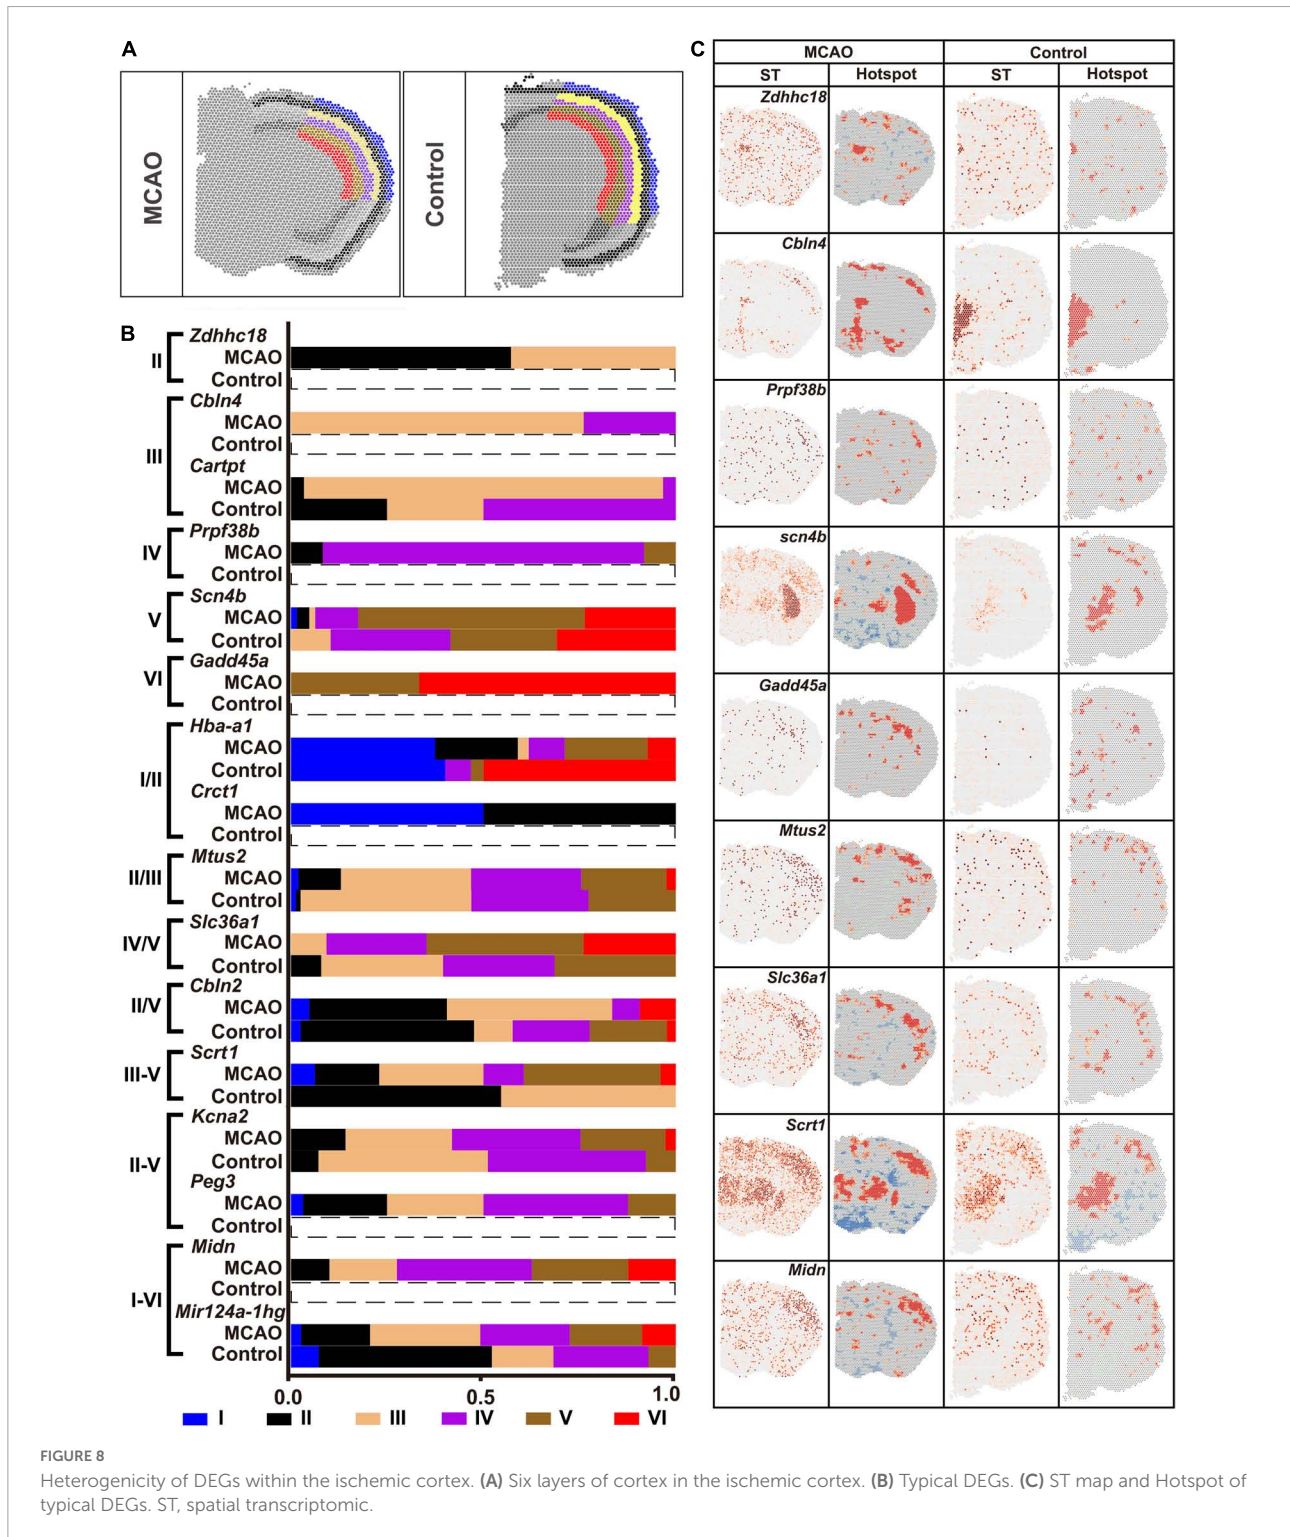 A
MCAO
Control
B
II
Zdhhc18
MCAO
Control
III
Cbln4
MCAO
Control
Cartpt
MCAO
Control
IV
Prpf38b
MCAO
Control
V
Scn4b
MCAO
Control
VI
Gadd45a
MCAO
Control
I/II
Hba-a1
MCAO
Control
Crct1
MCAO
Control
II/III
Mtus2
MCAO
Control
IV/V
Slc36a1
MCAO
Control
II/V
Cbln2
MCAO
Control
III-V
Scrt1
MCAO
Control
II-V
Kcna2
MCAO
Control
Peg3
MCAO
Control
I-VI
Midn
MCAO
Control
Mir124a-1hg
MCAO
Control
0.0 0.5 1.0
I II III IV V VI
C
MCAO Control
ST Hotspot ST Hotspot
Zdhhc18
Cbln4
Prpf38b
scn4b
Gadd45a
Mtus2
Slc36a1
Scrt1
Midn
FIGURE 8
Heterogenicity of DEGs within the ischemic cortex. (A) Six layers of cortex in the ischemic cortex. (B) Typical DEGs. (C) ST map and Hotspot of
typical DEGs. ST, spatial transcriptomic.